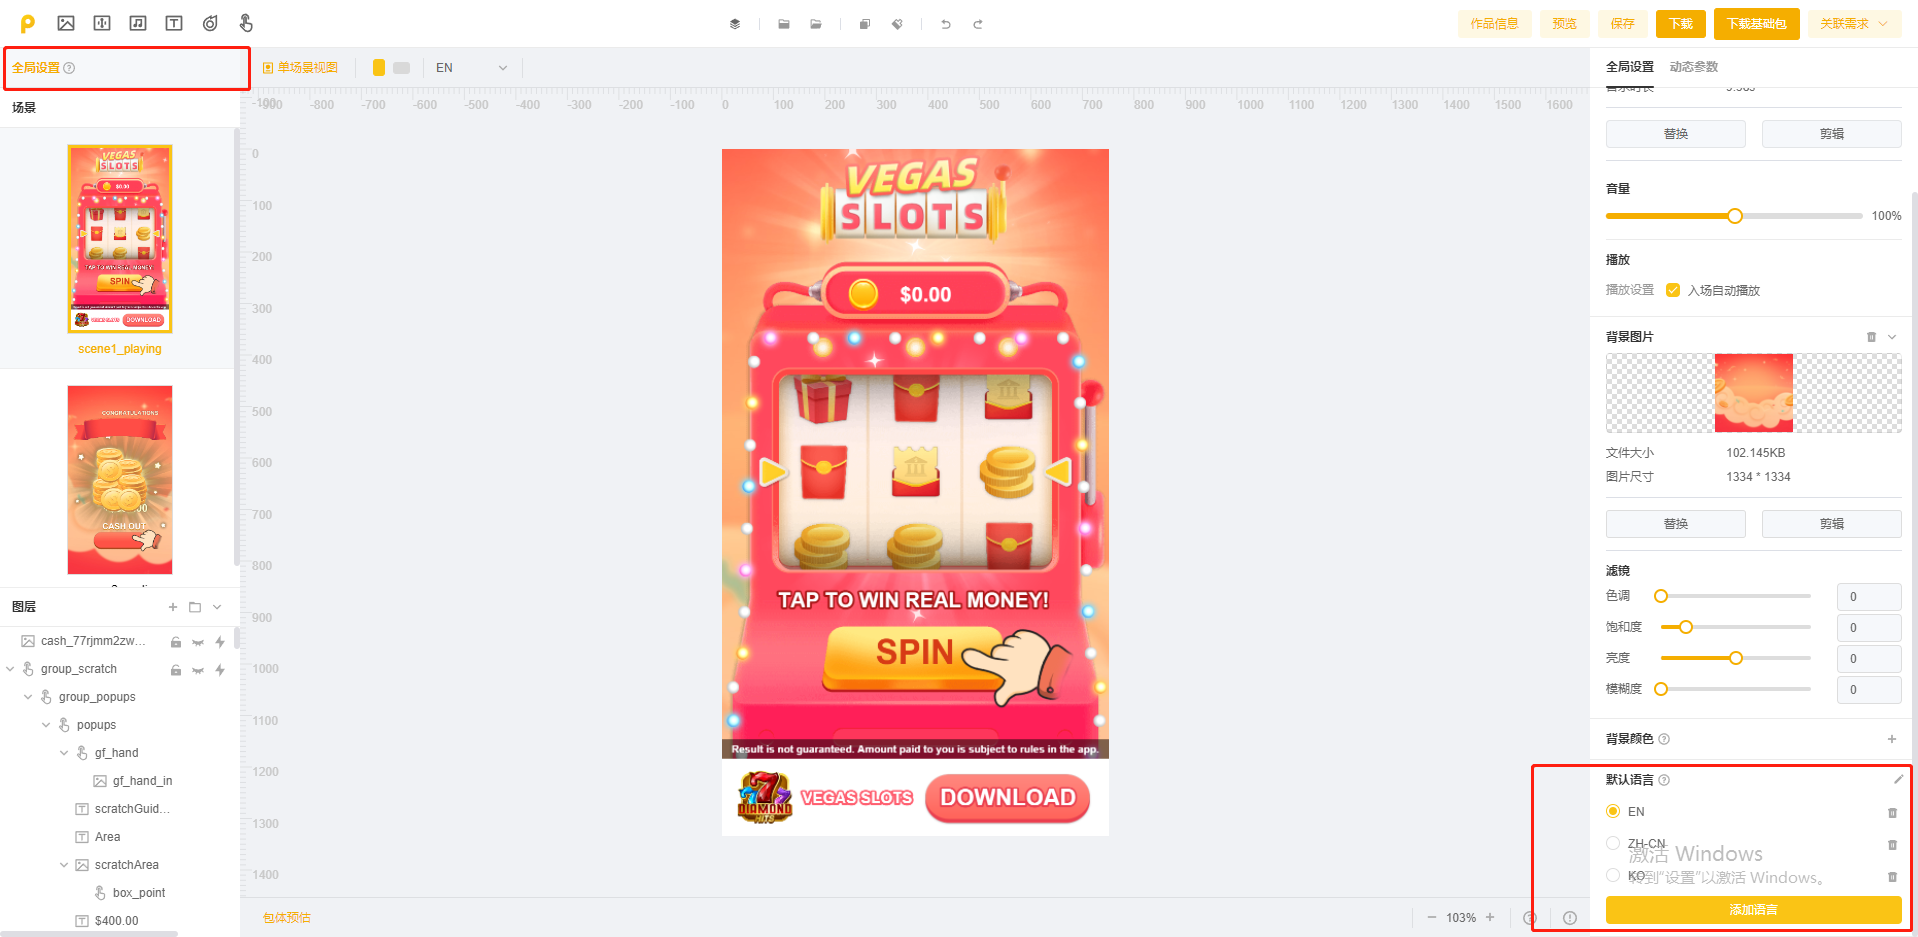 作品信息
预览
保存
下载
下载基础包
关联需求
全局设置
单场景视图
EN
全局设置
动态参数
场景
-100
-900 -800 -700 -600 -500 -400 -300 -200 -100 0 100 200 300 400 500 600 700 800 900 1000 1100 1200 1300 1400 1500 1600
0
100
200
300
400
500
600
700
800
900
1000
1100
1200
1300
1400
VEGAS
SLOTS
$0.00
TAP TO WIN REAL MONEY!
SPIN
DOWNLOAD
scene1_playing
CONGRATULATIONS
CASH OUT
图层
cash_77rjmm2zw...
group_scratch
group_popups
popups
gf_hand
gf_hand_in
scratchGuid...
Area
scratchArea
box_point
$400.00
VEGAS
SLOTS
$0.00
TAP TO WIN REAL MONEY!
SPIN
Result is not guaranteed. Amount paid to you is subject to rules in the app.
777
DIAMOND
HITS
VEGAS SLOTS
DOWNLOAD
包体预估
103%
替换
剪辑
音量
100%
播放
播放设置
入场自动播放
背景图片
文件大小 102.145KB
图片尺寸 1334 * 1334
替换
剪辑
滤镜
色调 0
饱和度 0
亮度 0
模糊度 0
背景颜色
默认语言
EN
ZH-CN
KO
激活 Windows
转到“设置”以激活 Windows。
添加语言